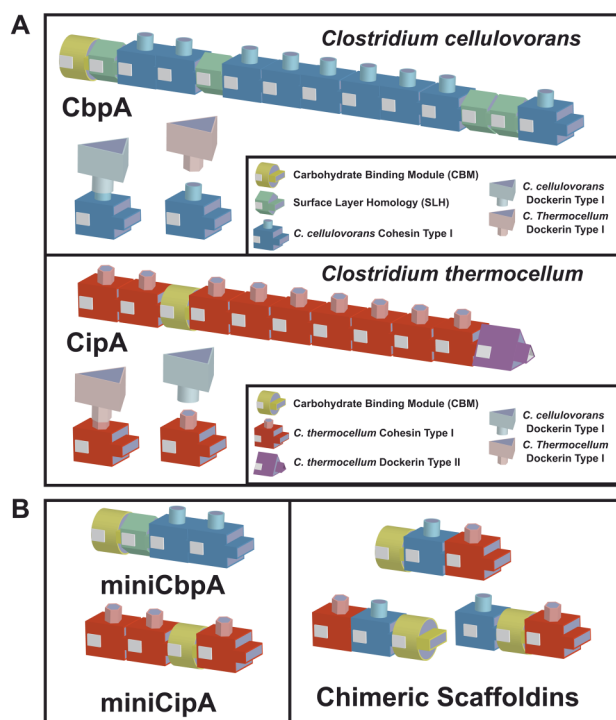 A
Clostridium cellulovorans
CbpA
Carbohydrate Binding Module (CBM)
Surface Layer Homology (SLH)
C. cellulovorans Cohesin Type I
C. cellulovorans
Dockerin Type I
C. Thermocellum
Dockerin Type I
Clostridium thermocellum
CipA
Carbohydrate Binding Module (CBM)
C. thermocellum Cohesin Type I
C. thermocellum Dockerin Type II
C. cellulovorans
Dockerin Type I
C. Thermocellum
Dockerin Type I
B
miniCbpA
miniCipA
Chimeric Scaffoldins